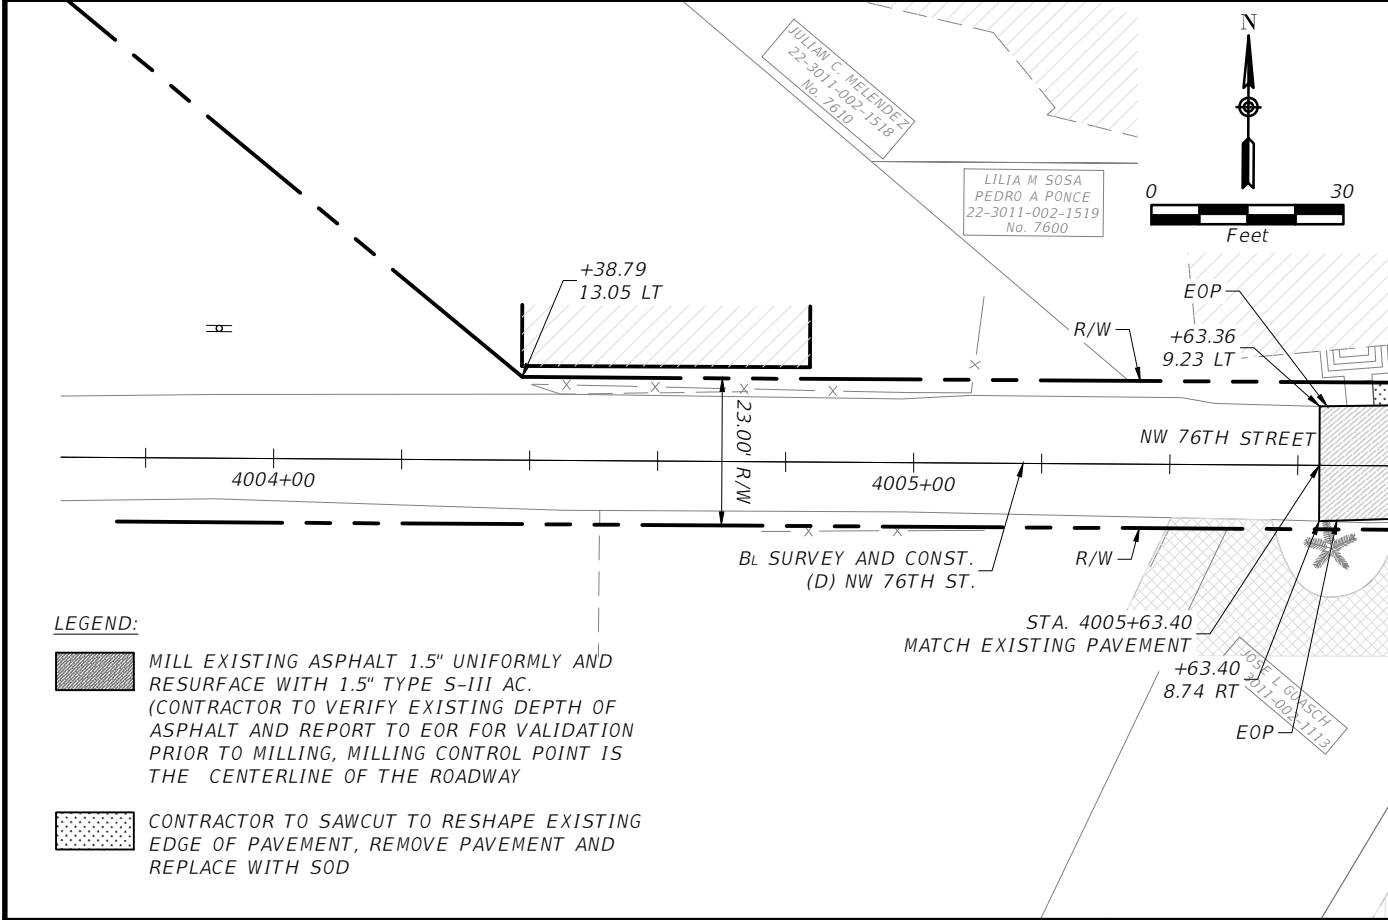 JULIAN C. MELENDEZ
22-3011-002-1518
No. 7610
N
LILIA M SOSA
PEDRO A PONCE
22-3011-002-1519
No. 7600
0 30
Feet
+38.79
13.05 LT
EOP
R/W
+63.36
9.23 LT
23.00' R/W
NW 76TH STREET
4004+00
4005+00
BL SURVEY AND CONST.
(D) NW 76TH ST.
R/W
STA. 4005+63.40
MATCH EXISTING PAVEMENT
+63.40
8.74 RT
JOSE L GUASCH
3011-002-1113
EOP
LEGEND:
MILL EXISTING ASPHALT 1.5" UNIFORMLY AND
RESURFACE WITH 1.5" TYPE S-III AC.
(CONTRACTOR TO VERIFY EXISTING DEPTH OF
ASPHALT AND REPORT TO EOR FOR VALIDATION
PRIOR TO MILLING, MILLING CONTROL POINT IS
THE CENTERLINE OF THE ROADWAY
CONTRACTOR TO SAWCUT TO RESHAPE EXISTING
EDGE OF PAVEMENT, REMOVE PAVEMENT AND
REPLACE WITH SOD